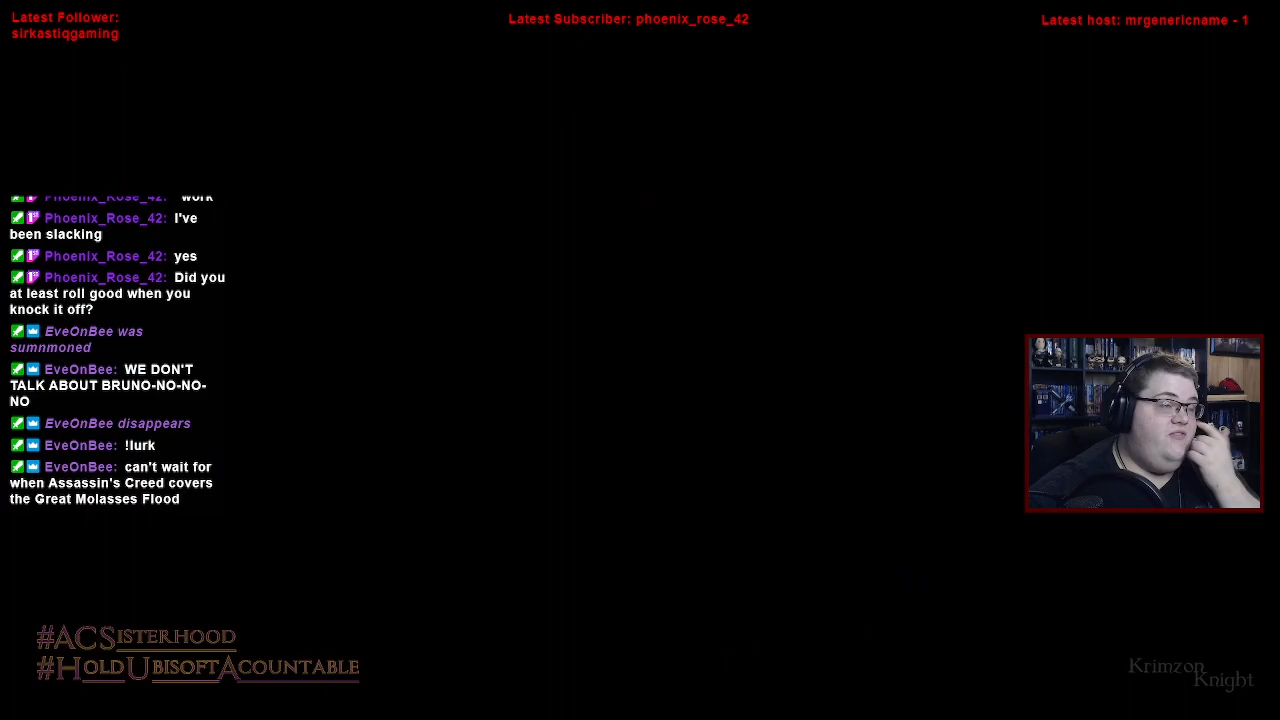 Latest Follower:
sirkastiqgaming
Latest Subscriber: phoenix_rose_42
Latest host: mrgenericname - 1
Phoenix_Rose_42: *work
Phoenix_Rose_42: I've
been slacking
Phoenix_Rose_42: yes
Phoenix_Rose_42: Did you
at least roll good when you
knock it off?
EveOnBee was
sumnmoned
EveOnBee: WE DON'T
TALK ABOUT BRUNO-NO-NO-
NO
EveOnBee disappears
EveOnBee: !lurk
EveOnBee: can't wait for
when Assassin's Creed covers
the Great Molasses Flood
#ACSisterhood
#HoldUbisoftAcountable
Krimzon
Knight